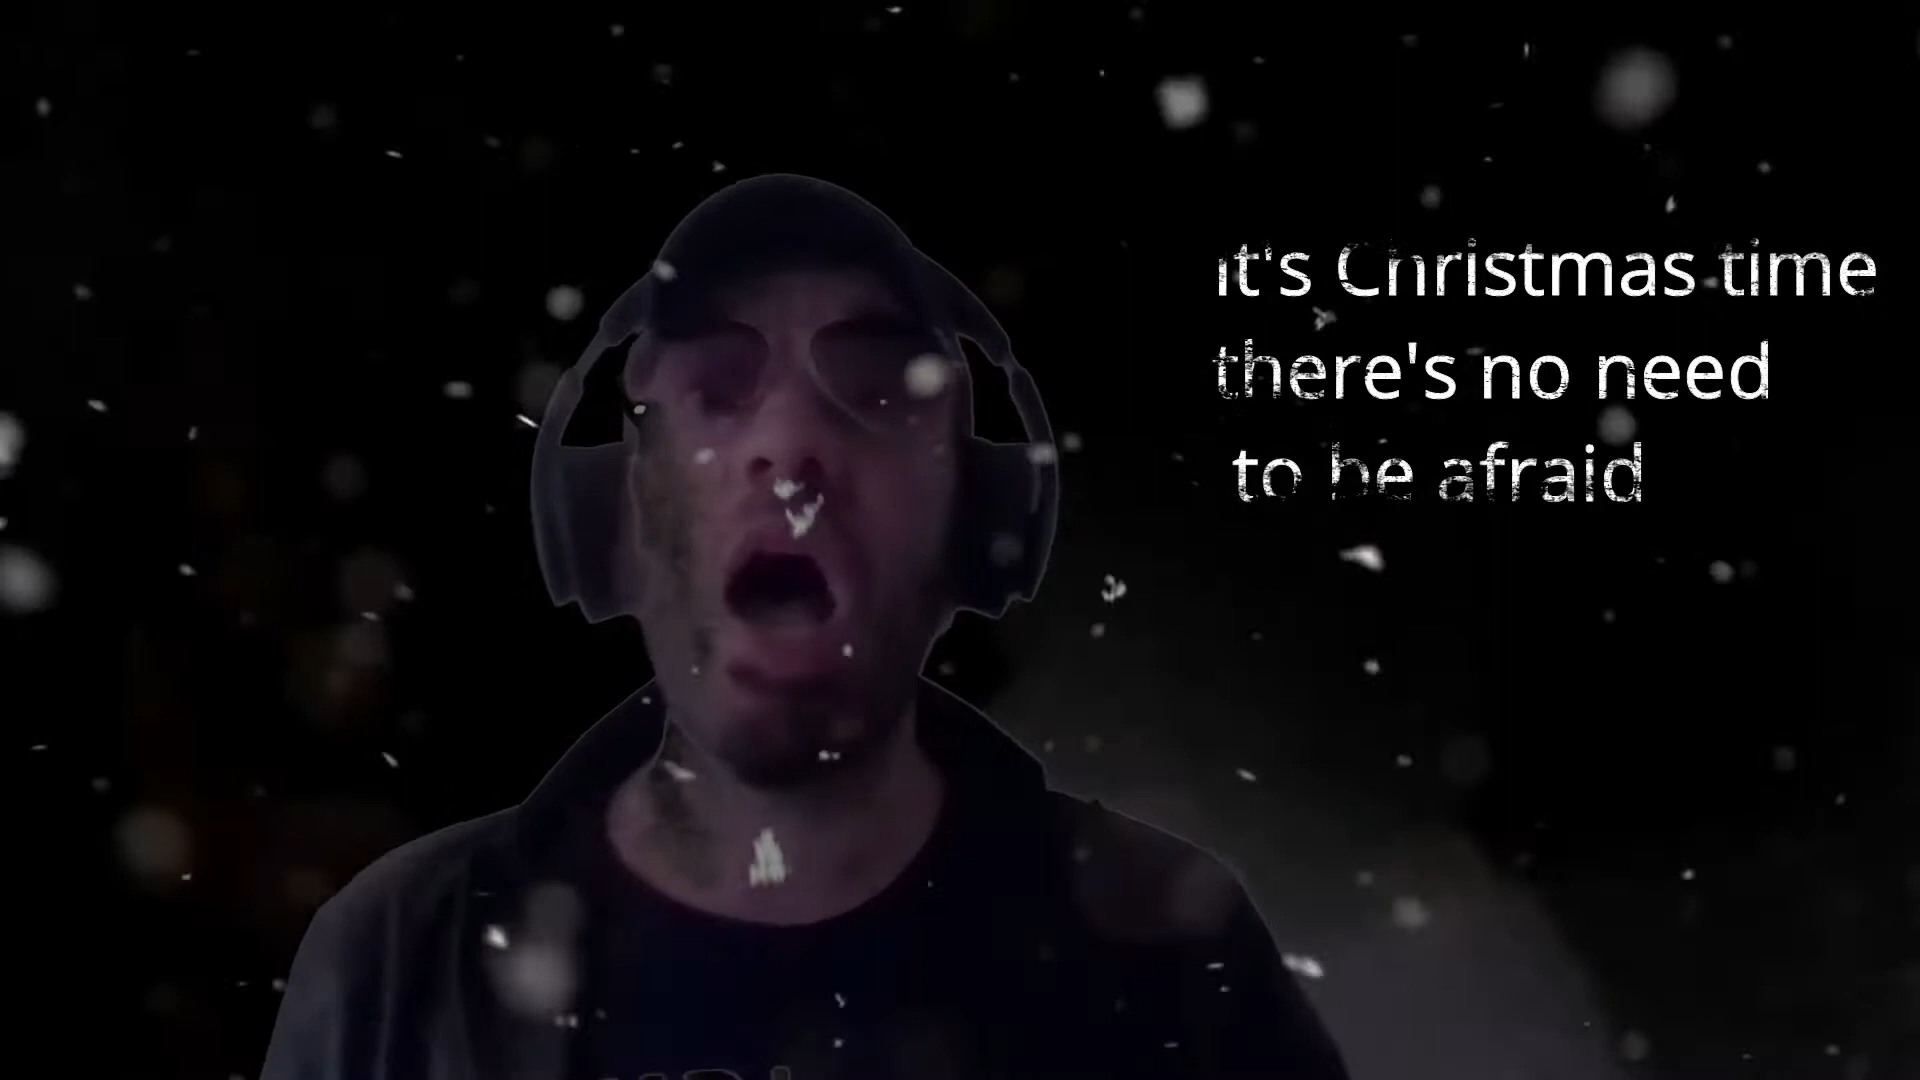 it's Christmas time
there's no need
to be afraid